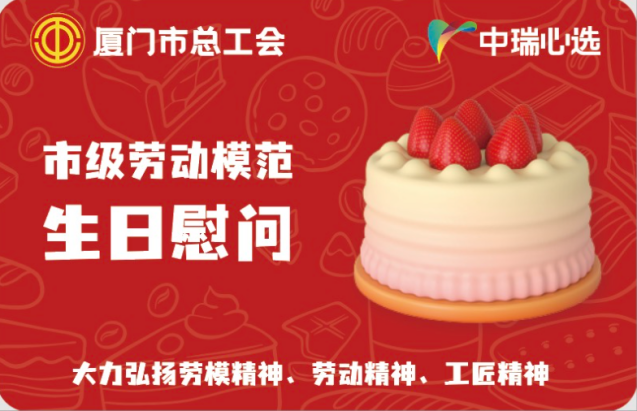 厦门市总工会
中瑞心选
市级劳动模范
生日慰问
大力弘扬劳模精神、劳动精神、工匠精神